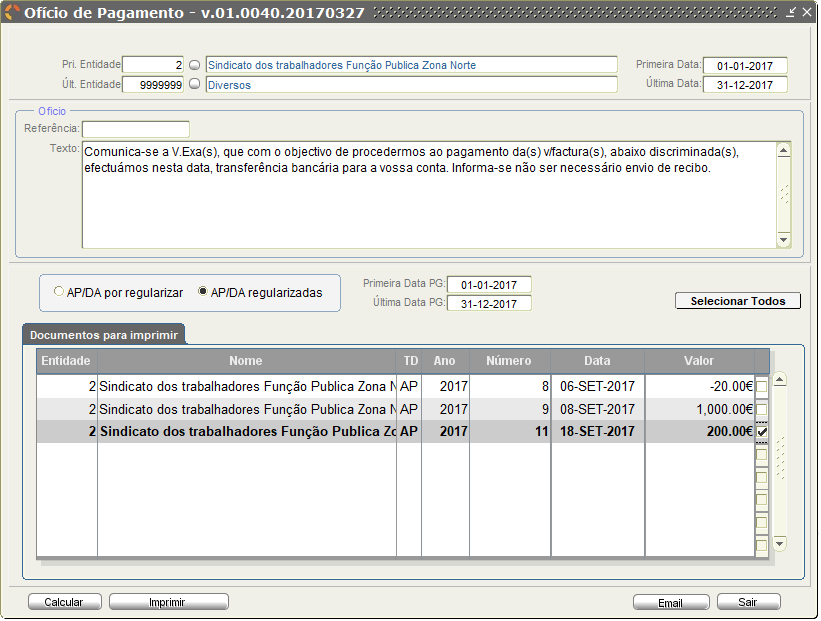 Ofício de Pagamento - v.01.0040.20170327
Pri. Entidade 2 Sindicato dos trabalhadores Função Publica Zona Norte Primeira Data: 01-01-2017
Últ. Entidade 9999999 Diversos Última Data: 31-12-2017
Ofício
Referência:
Texto: Comunica-se a V.Exa(s), que com o objectivo de procedermos ao pagamento da(s) v/factura(s), abaixo discriminada(s),
efectuámos nesta data, transferência bancária para a vossa conta. Informa-se não ser necessário envio de recibo.
AP/DA por regularizar AP/DA regularizadas Primeira Data PG: 01-01-2017
Última Data PG: 31-12-2017
Selecionar Todos
Documentos para imprimir
Entidade Nome TD Ano Número Data Valor
2 Sindicato dos trabalhadores Função Publica Zona N AP 2017 8 06-SET-2017 -20.00€
2 Sindicato dos trabalhadores Função Publica Zona N AP 2017 9 08-SET-2017 1,000.00€
2 Sindicato dos trabalhadores Função Publica Zo AP 2017 11 18-SET-2017 200.00€
Calcular Imprimir Email Sair